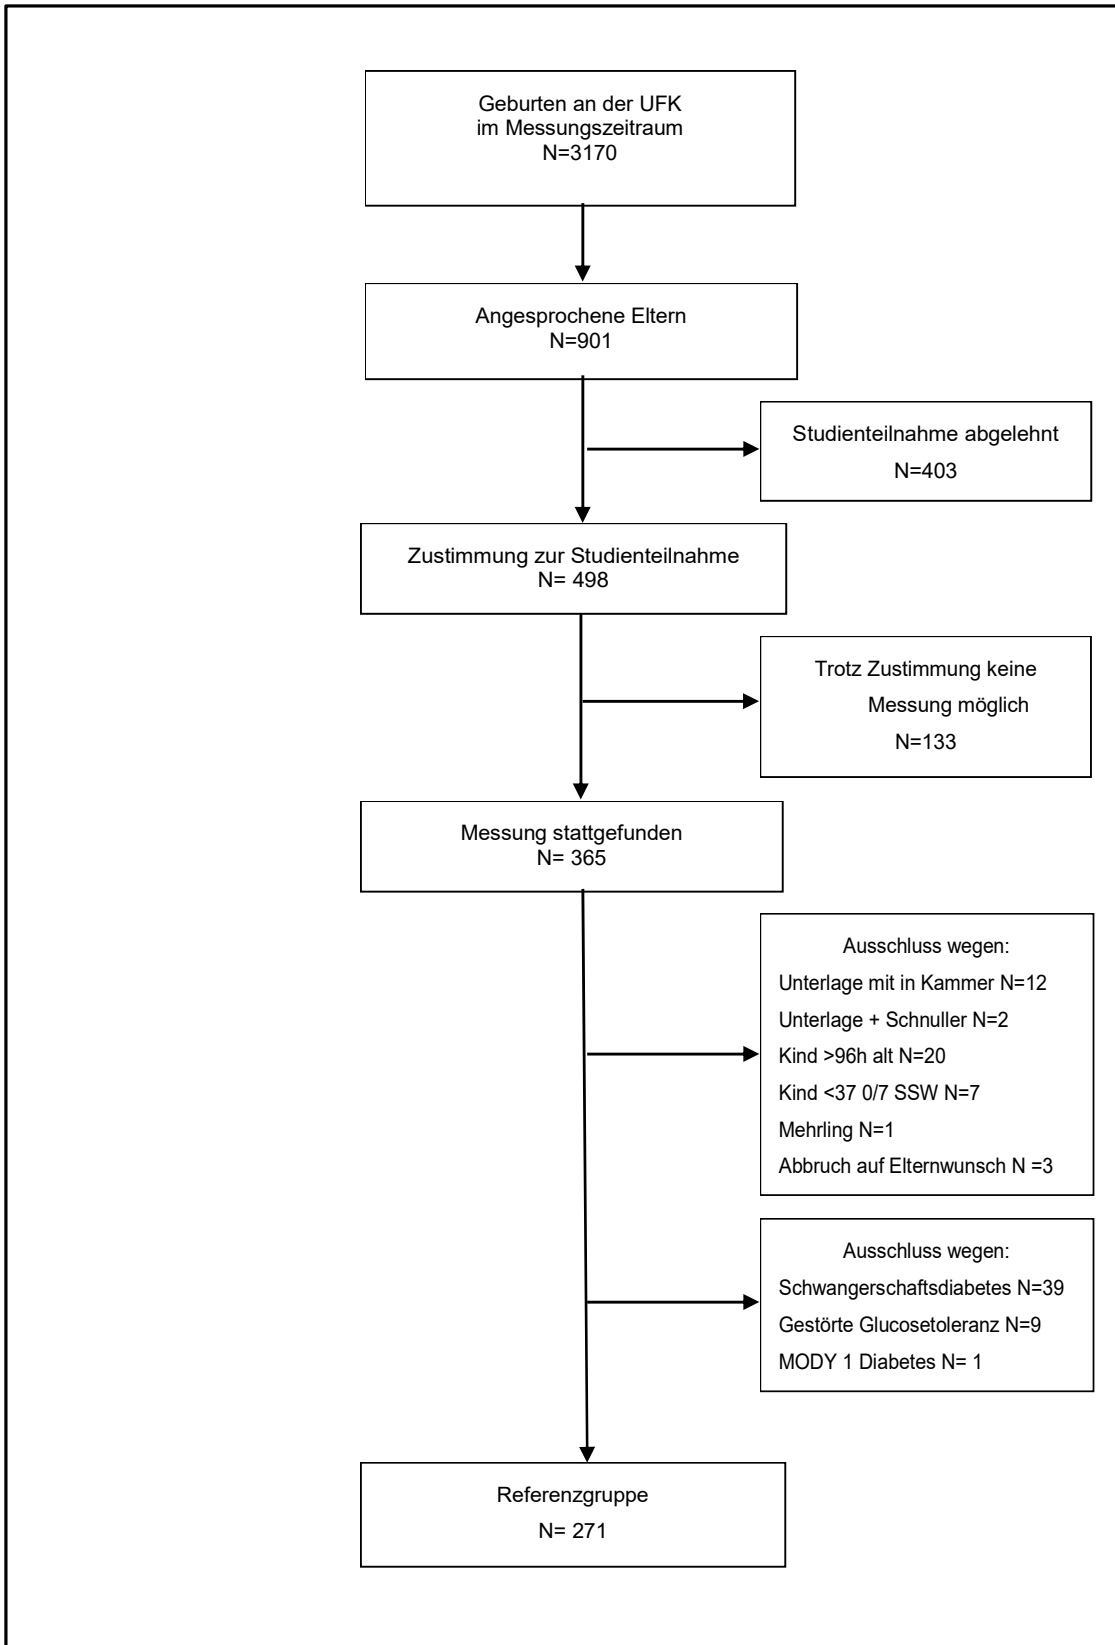 Geburten an der UFK
im Messungszeitraum
N=3170
Angesprochene Eltern
N=901
Studienteilnahme abgelehnt
N=403
Zustimmung zur Studienteilnahme
N= 498
Trotz Zustimmung keine
Messung möglich
N=133
Messung stattgefunden
N= 365
Ausschluss wegen:
Unterlage mit in Kammer N=12
Unterlage + Schnuller N=2
Kind >96h alt N=20
Kind <37 0/7 SSW N=7
Mehrling N=1
Abbruch auf Elternwunsch N =3
Ausschluss wegen:
Schwangerschaftsdiabetes N=39
Gestörte Glucosetoleranz N=9
MODY 1 Diabetes N= 1
Referenzgruppe
N= 271